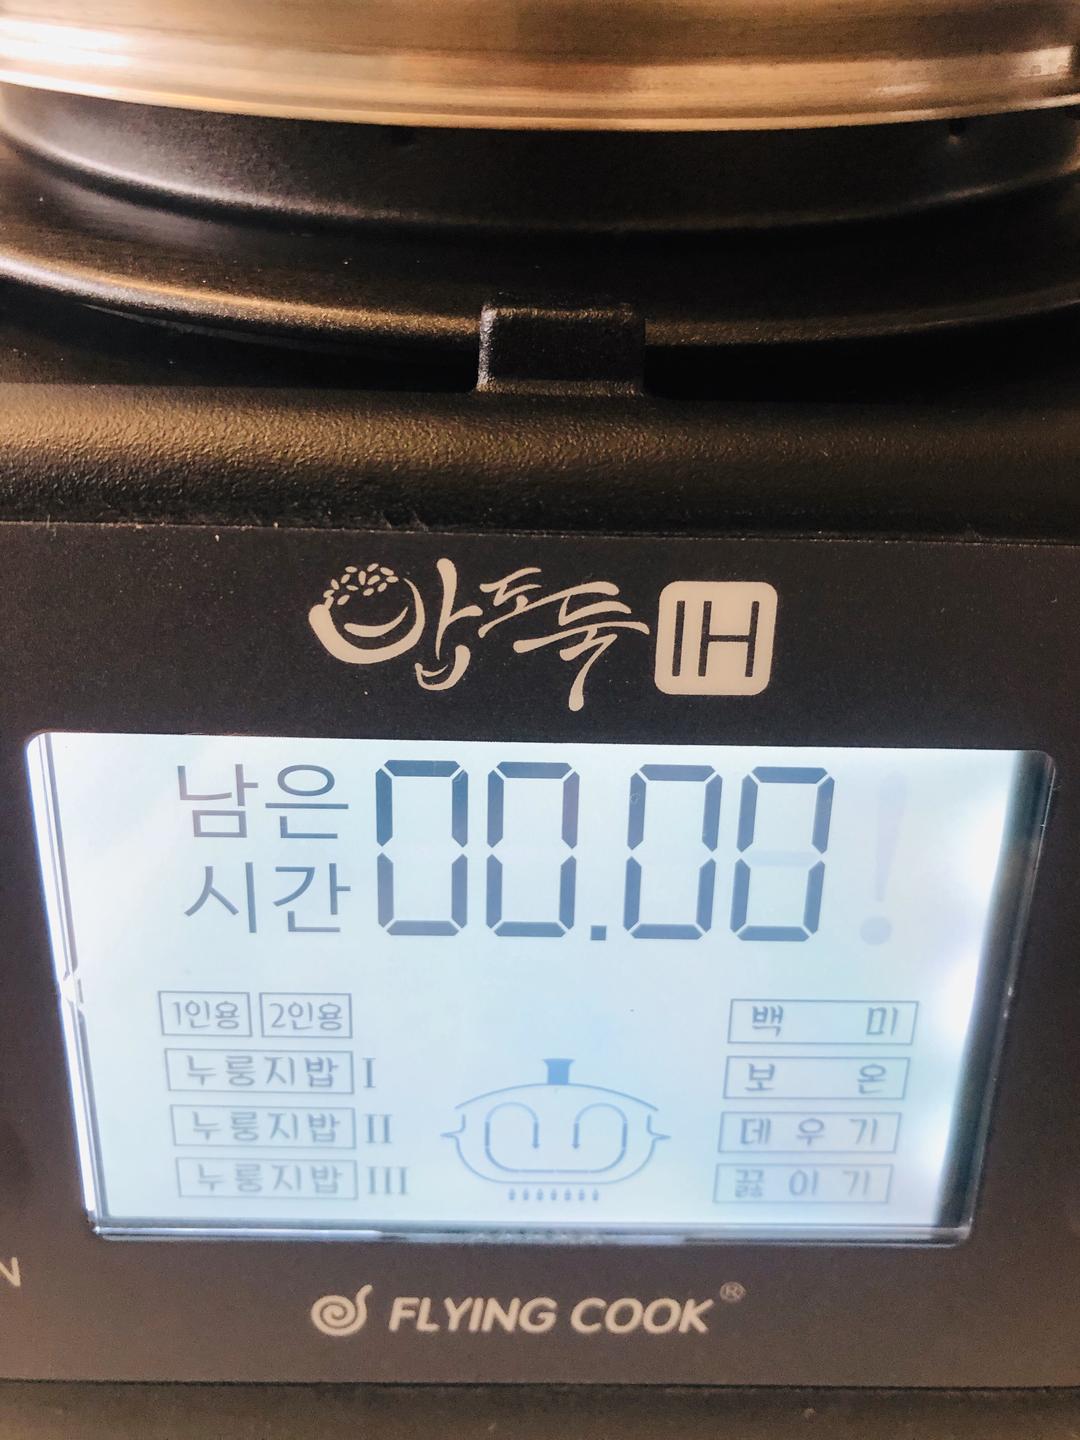 밥도둑 IH
남은 시간 00.00
1인용 2인용
누룽지밥 I
누룽지밥 II
누룽지밥 III
백 미
보 온
데 우 기
끓 이 기
N
FLYING COOK®